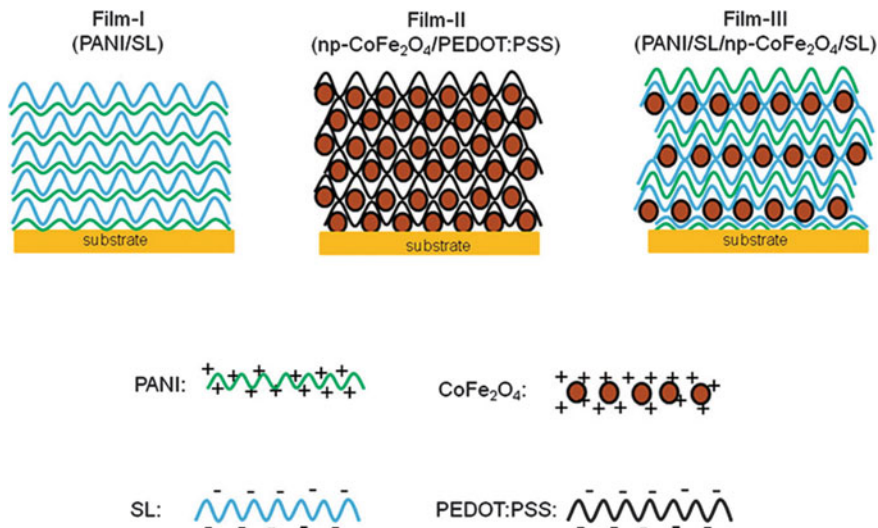 Film-I
(PANI/SL)
Film-II
(np-CoFe₂O₄/PEDOT:PSS)
Film-III
(PANI/SL/np-CoFe₂O₄/SL)
substrate
substrate
substrate
PANI:
CoFe₂O₄:
SL:
PEDOT:PSS: